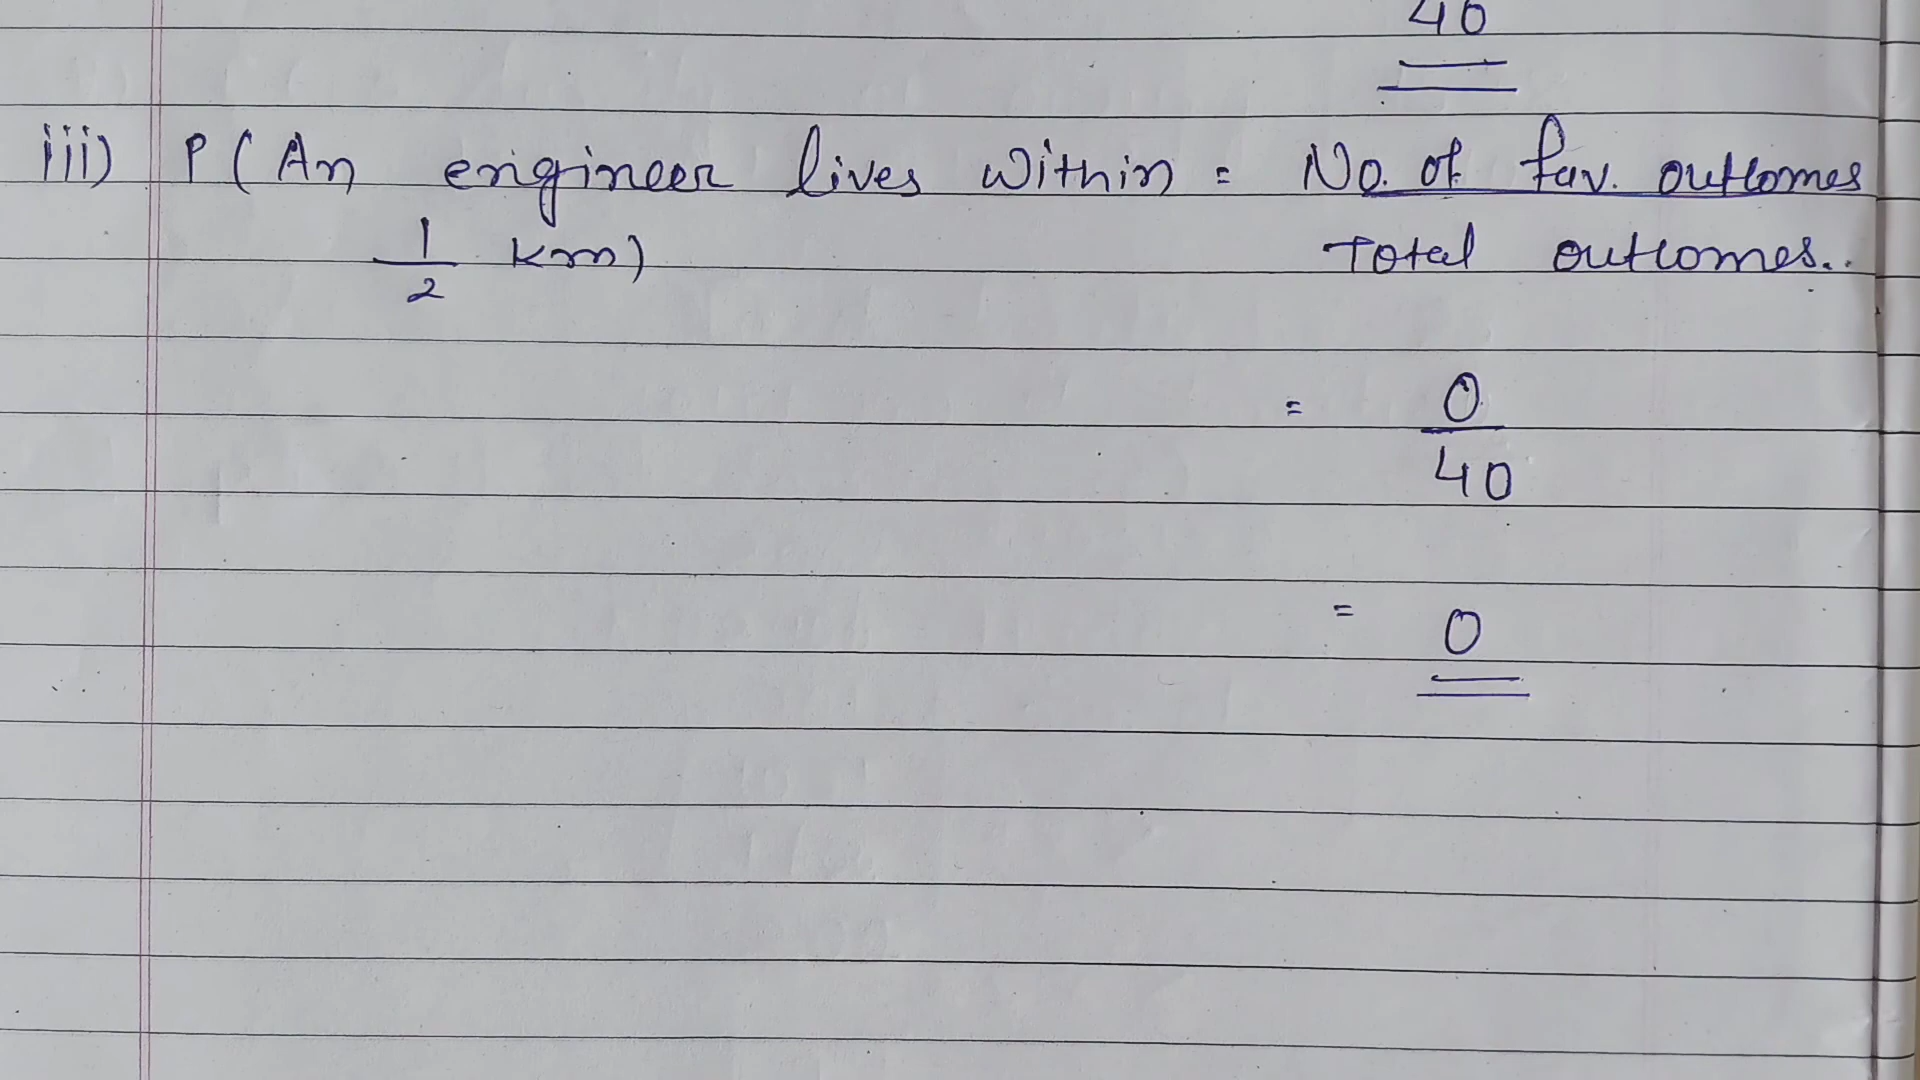 40
iii) P(An engineer lives within = No. of fav. outcomes
1/2 km) Total outcomes..
= 0/40
= 0